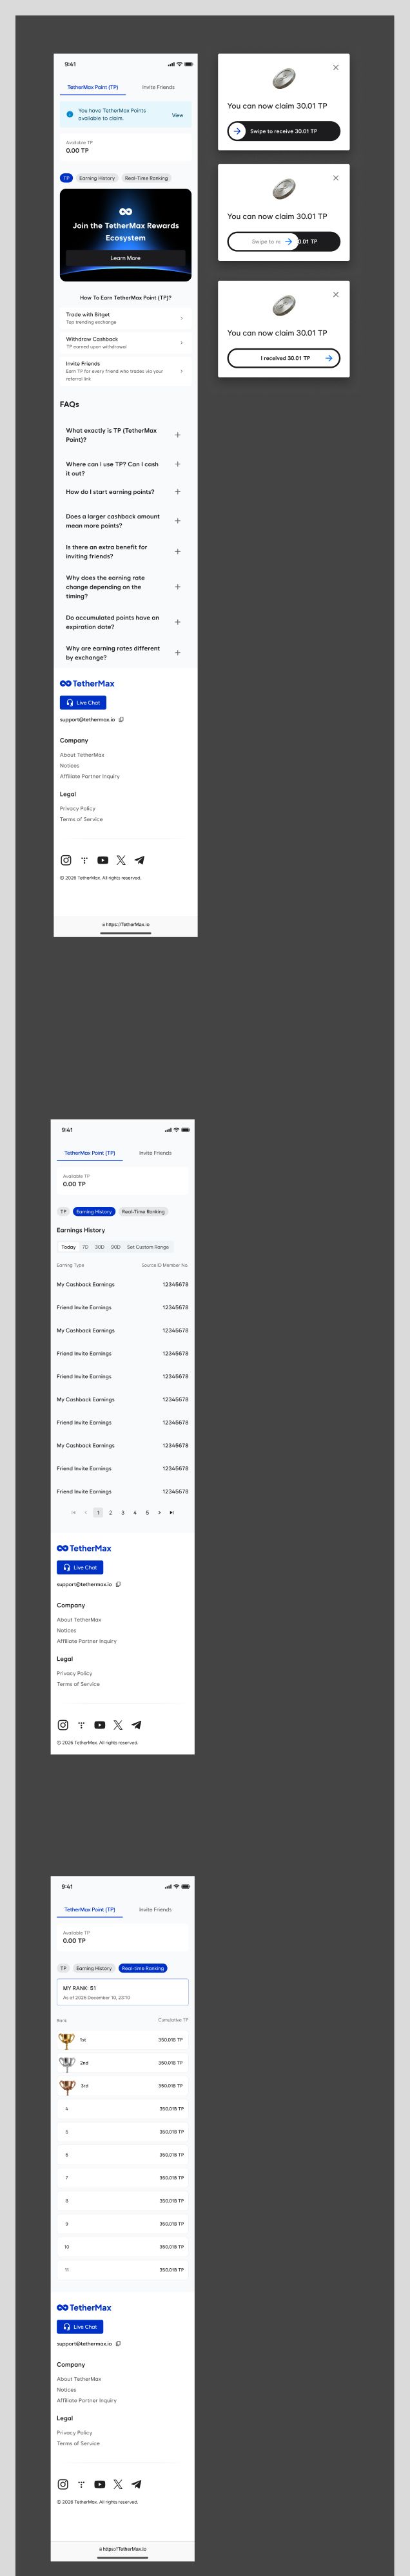 9:41
TetherMax Point (TP) Invite Friends
You have TetherMax Points
available to claim.
View
Available TP
0.00 TP
TP Earning History Real-Time Ranking
Join the TetherMax Rewards
Ecosystem
Learn More
How To Earn TetherMax Point (TP)?
Trade with Bitget
Top trending exchange
Withdraw Cashback
TP earned upon withdrawal
Invite Friends
Earn TP for every friend who trades via your
referral link
FAQs
What exactly is TP (TetherMax
Point)?
Where can I use TP? Can I cash
it out?
How do I start earning points?
Does a larger cashback amount
mean more points?
Is there an extra benefit for
inviting friends?
Why does the earning rate
change depending on the
timing?
Do accumulated points have an
expiration date?
Why are earning rates different
by exchange?
TetherMax
Live Chat
support@tethermax.io
Company
About TetherMax
Notices
Affiliate Partner Inquiry
Legal
Privacy Policy
Terms of Service
© 2026 TetherMax. All rights reserved.
https://TetherMax.io
You can now claim 30.01 TP
Swipe to receive 30.01 TP
You can now claim 30.01 TP
Swipe to re 0.01 TP
You can now claim 30.01 TP
I received 30.01 TP
9:41
TetherMax Point (TP) Invite Friends
Available TP
0.00 TP
TP Earning History Real-Time Ranking
Earnings History
Today 7D 30D 90D Set Custom Range
Earning Type Source ID Member No.
My Cashback Earnings 12345678
Friend Invite Earnings 12345678
My Cashback Earnings 12345678
Friend Invite Earnings 12345678
Friend Invite Earnings 12345678
My Cashback Earnings 12345678
Friend Invite Earnings 12345678
My Cashback Earnings 12345678
Friend Invite Earnings 12345678
Friend Invite Earnings 12345678
1 2 3 4 5
TetherMax
Live Chat
support@tethermax.io
Company
About TetherMax
Notices
Affiliate Partner Inquiry
Legal
Privacy Policy
Terms of Service
© 2026 TetherMax. All rights reserved.
9:41
TetherMax Point (TP) Invite Friends
Available TP
0.00 TP
TP Earning History Real-time Ranking
MY RANK: 51
As of 2026 December 10, 23:10
Rank Cumulative TP
1st 350.018 TP
2nd 350.018 TP
3rd 350.018 TP
4 350.018 TP
5 350.018 TP
6 350.018 TP
7 350.018 TP
8 350.018 TP
9 350.018 TP
10 350.018 TP
11 350.018 TP
TetherMax
Live Chat
support@tethermax.io
Company
About TetherMax
Notices
Affiliate Partner Inquiry
Legal
Privacy Policy
Terms of Service
© 2026 TetherMax. All rights reserved.
https://TetherMax.io